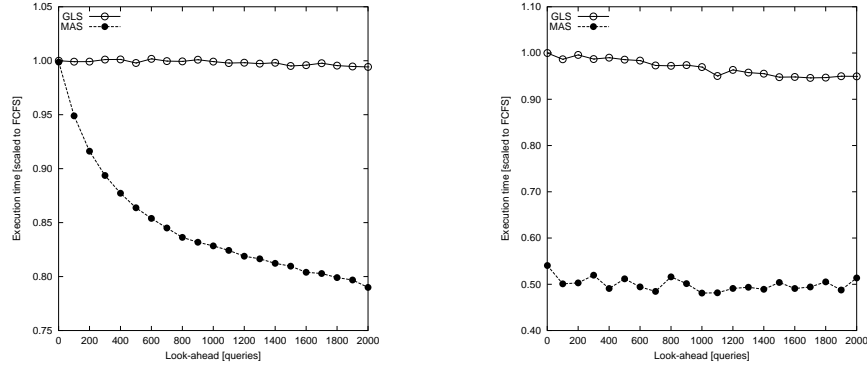 GLS
MAS
1.05
1.00
0.95
0.90
0.85
0.80
0.75
Execution time [scaled to FCFS]
0 200 400 600 800 1000 1200 1400 1600 1800 2000
Look-ahead [queries]
GLS
MAS
1.10
1.00
0.90
0.80
0.70
0.60
0.50
0.40
Execution time [scaled to FCFS]
0 200 400 600 800 1000 1200 1400 1600 1800 2000
Look-ahead [queries]